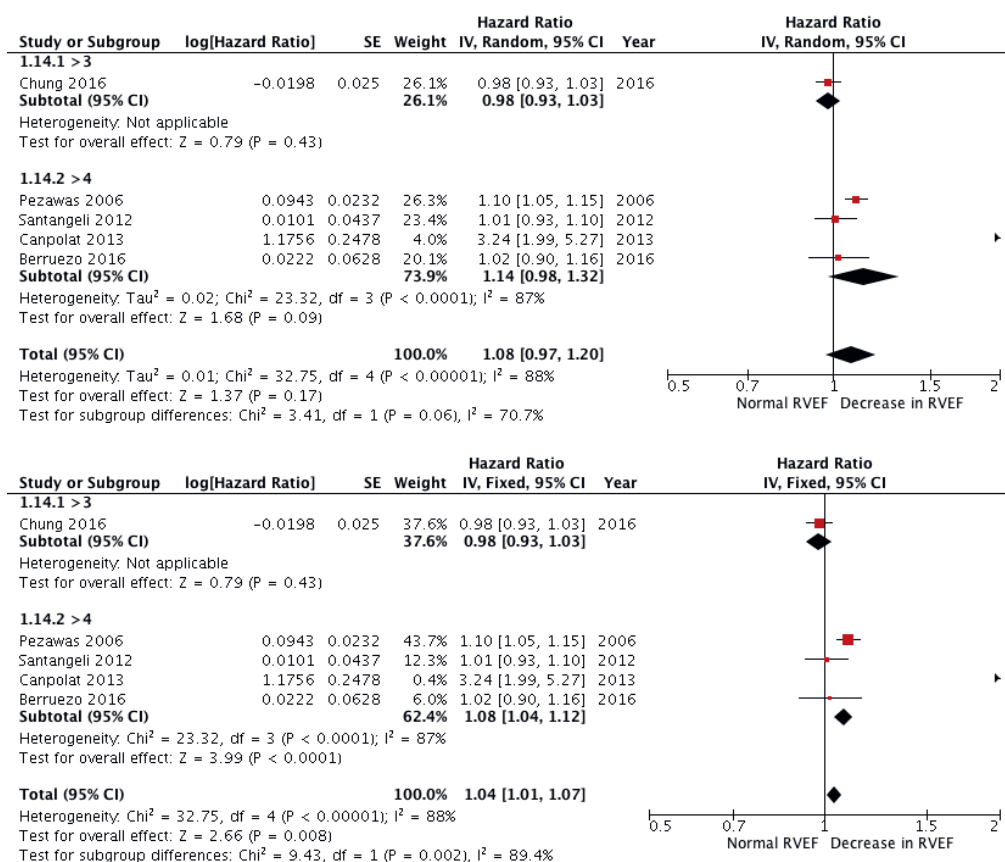 Hazard Ratio Hazard Ratio
Study or Subgroup log[Hazard Ratio] SE Weight IV, Random, 95% CI Year IV, Random, 95% CI
1.14.1 >3
Chung 2016 -0.0198 0.025 26.1% 0.98 [0.93, 1.03] 2016
Subtotal (95% CI) 26.1% 0.98 [0.93, 1.03]
Heterogeneity: Not applicable
Test for overall effect: Z = 0.79 (P = 0.43)
1.14.2 >4
Pezawas 2006 0.0943 0.0232 26.3% 1.10 [1.05, 1.15] 2006
Santangeli 2012 0.0101 0.0437 23.4% 1.01 [0.93, 1.10] 2012
Canpolat 2013 1.1756 0.2478 4.0% 3.24 [1.99, 5.27] 2013
Berruezo 2016 0.0222 0.0628 20.1% 1.02 [0.90, 1.16] 2016
Subtotal (95% CI) 73.9% 1.14 [0.98, 1.32]
Heterogeneity: Tau² = 0.02; Chi² = 23.32, df = 3 (P < 0.0001); I² = 87%
Test for overall effect: Z = 1.68 (P = 0.09)
Total (95% CI) 100.0% 1.08 [0.97, 1.20]
Heterogeneity: Tau² = 0.01; Chi² = 32.75, df = 4 (P < 0.00001); I² = 88%
Test for overall effect: Z = 1.37 (P = 0.17)
Test for subgroup differences: Chi² = 3.41, df = 1 (P = 0.06), I² = 70.7%
0.5 0.7 1 1.5 2
Normal RVEF Decrease in RVEF
Hazard Ratio Hazard Ratio
Study or Subgroup log[Hazard Ratio] SE Weight IV, Fixed, 95% CI Year IV, Fixed, 95% CI
1.14.1 >3
Chung 2016 -0.0198 0.025 37.6% 0.98 [0.93, 1.03] 2016
Subtotal (95% CI) 37.6% 0.98 [0.93, 1.03]
Heterogeneity: Not applicable
Test for overall effect: Z = 0.79 (P = 0.43)
1.14.2 >4
Pezawas 2006 0.0943 0.0232 43.7% 1.10 [1.05, 1.15] 2006
Santangeli 2012 0.0101 0.0437 12.3% 1.01 [0.93, 1.10] 2012
Canpolat 2013 1.1756 0.2478 0.4% 3.24 [1.99, 5.27] 2013
Berruezo 2016 0.0222 0.0628 6.0% 1.02 [0.90, 1.16] 2016
Subtotal (95% CI) 62.4% 1.08 [1.04, 1.12]
Heterogeneity: Chi² = 23.32, df = 3 (P < 0.0001); I² = 87%
Test for overall effect: Z = 3.99 (P < 0.0001)
Total (95% CI) 100.0% 1.04 [1.01, 1.07]
Heterogeneity: Chi² = 32.75, df = 4 (P < 0.00001); I² = 88%
Test for overall effect: Z = 2.66 (P = 0.008)
Test for subgroup differences: Chi² = 9.43, df = 1 (P = 0.002), I² = 89.4%
0.5 0.7 1 1.5 2
Normal RVEF Decrease in RVEF